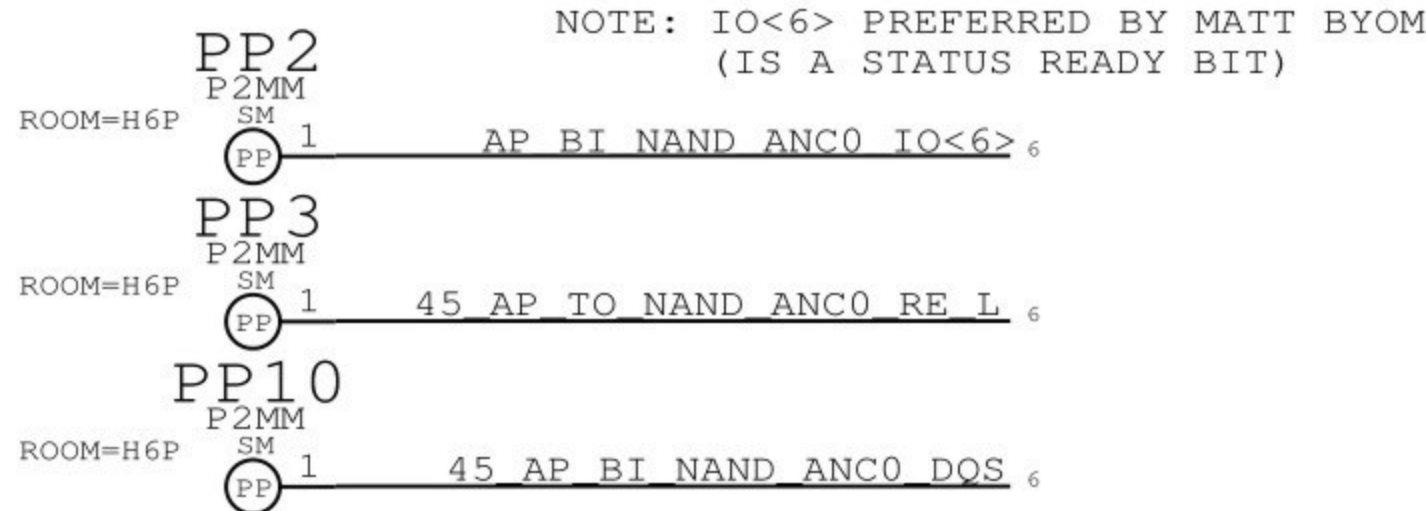 NOTE: IO<6> PREFERRED BY MATT BYOM
(IS A STATUS READY BIT)
PP2
P2MM
SM
ROOM=H6P
PP
1
AP_BI_NAND_ANC0_IO<6>
6
PP3
P2MM
SM
ROOM=H6P
PP
1
45_AP_TO_NAND_ANC0_RE_L
6
PP10
P2MM
SM
ROOM=H6P
PP
1
45_AP_BI_NAND_ANC0_DQS
6